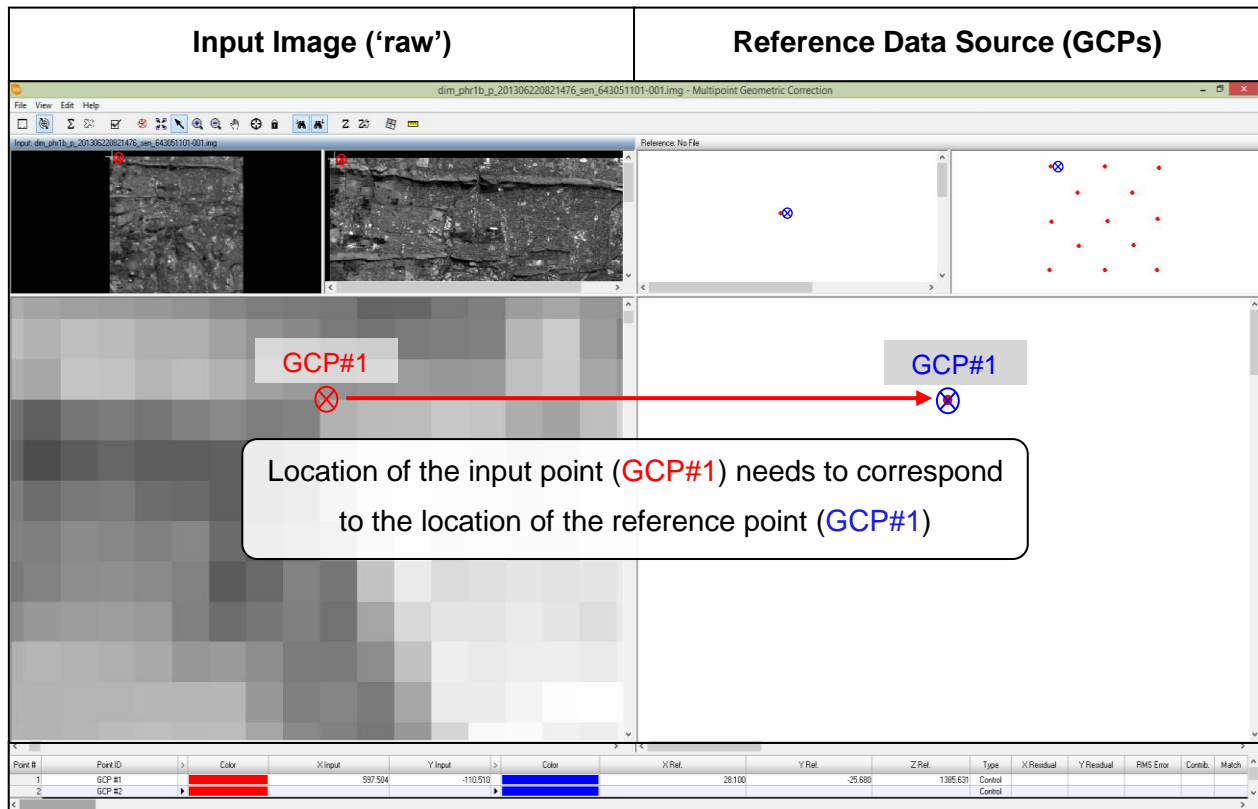 Input Image (‘raw’) Reference Data Source (GCPs)
dim_phr1b_p_201306220821476_sen_643051101-001.img - Multipoint Geometric Correction
File View Edit Help
Input: dim_phr1b_p_201306220821476_sen_643051101-001.img Reference: No File
GCP#1 GCP#1
Location of the input point (GCP#1) needs to correspond
to the location of the reference point (GCP#1)
Point # Point ID > Color X Input Y Input > Color X Ref. Y Ref. Z Ref. Type X Residual Y Residual RMS Error Contrib. Match
1 GCP #1 597.504 -110.510 28.100 -25.680 1385.631 Control
2 GCP #2 Control